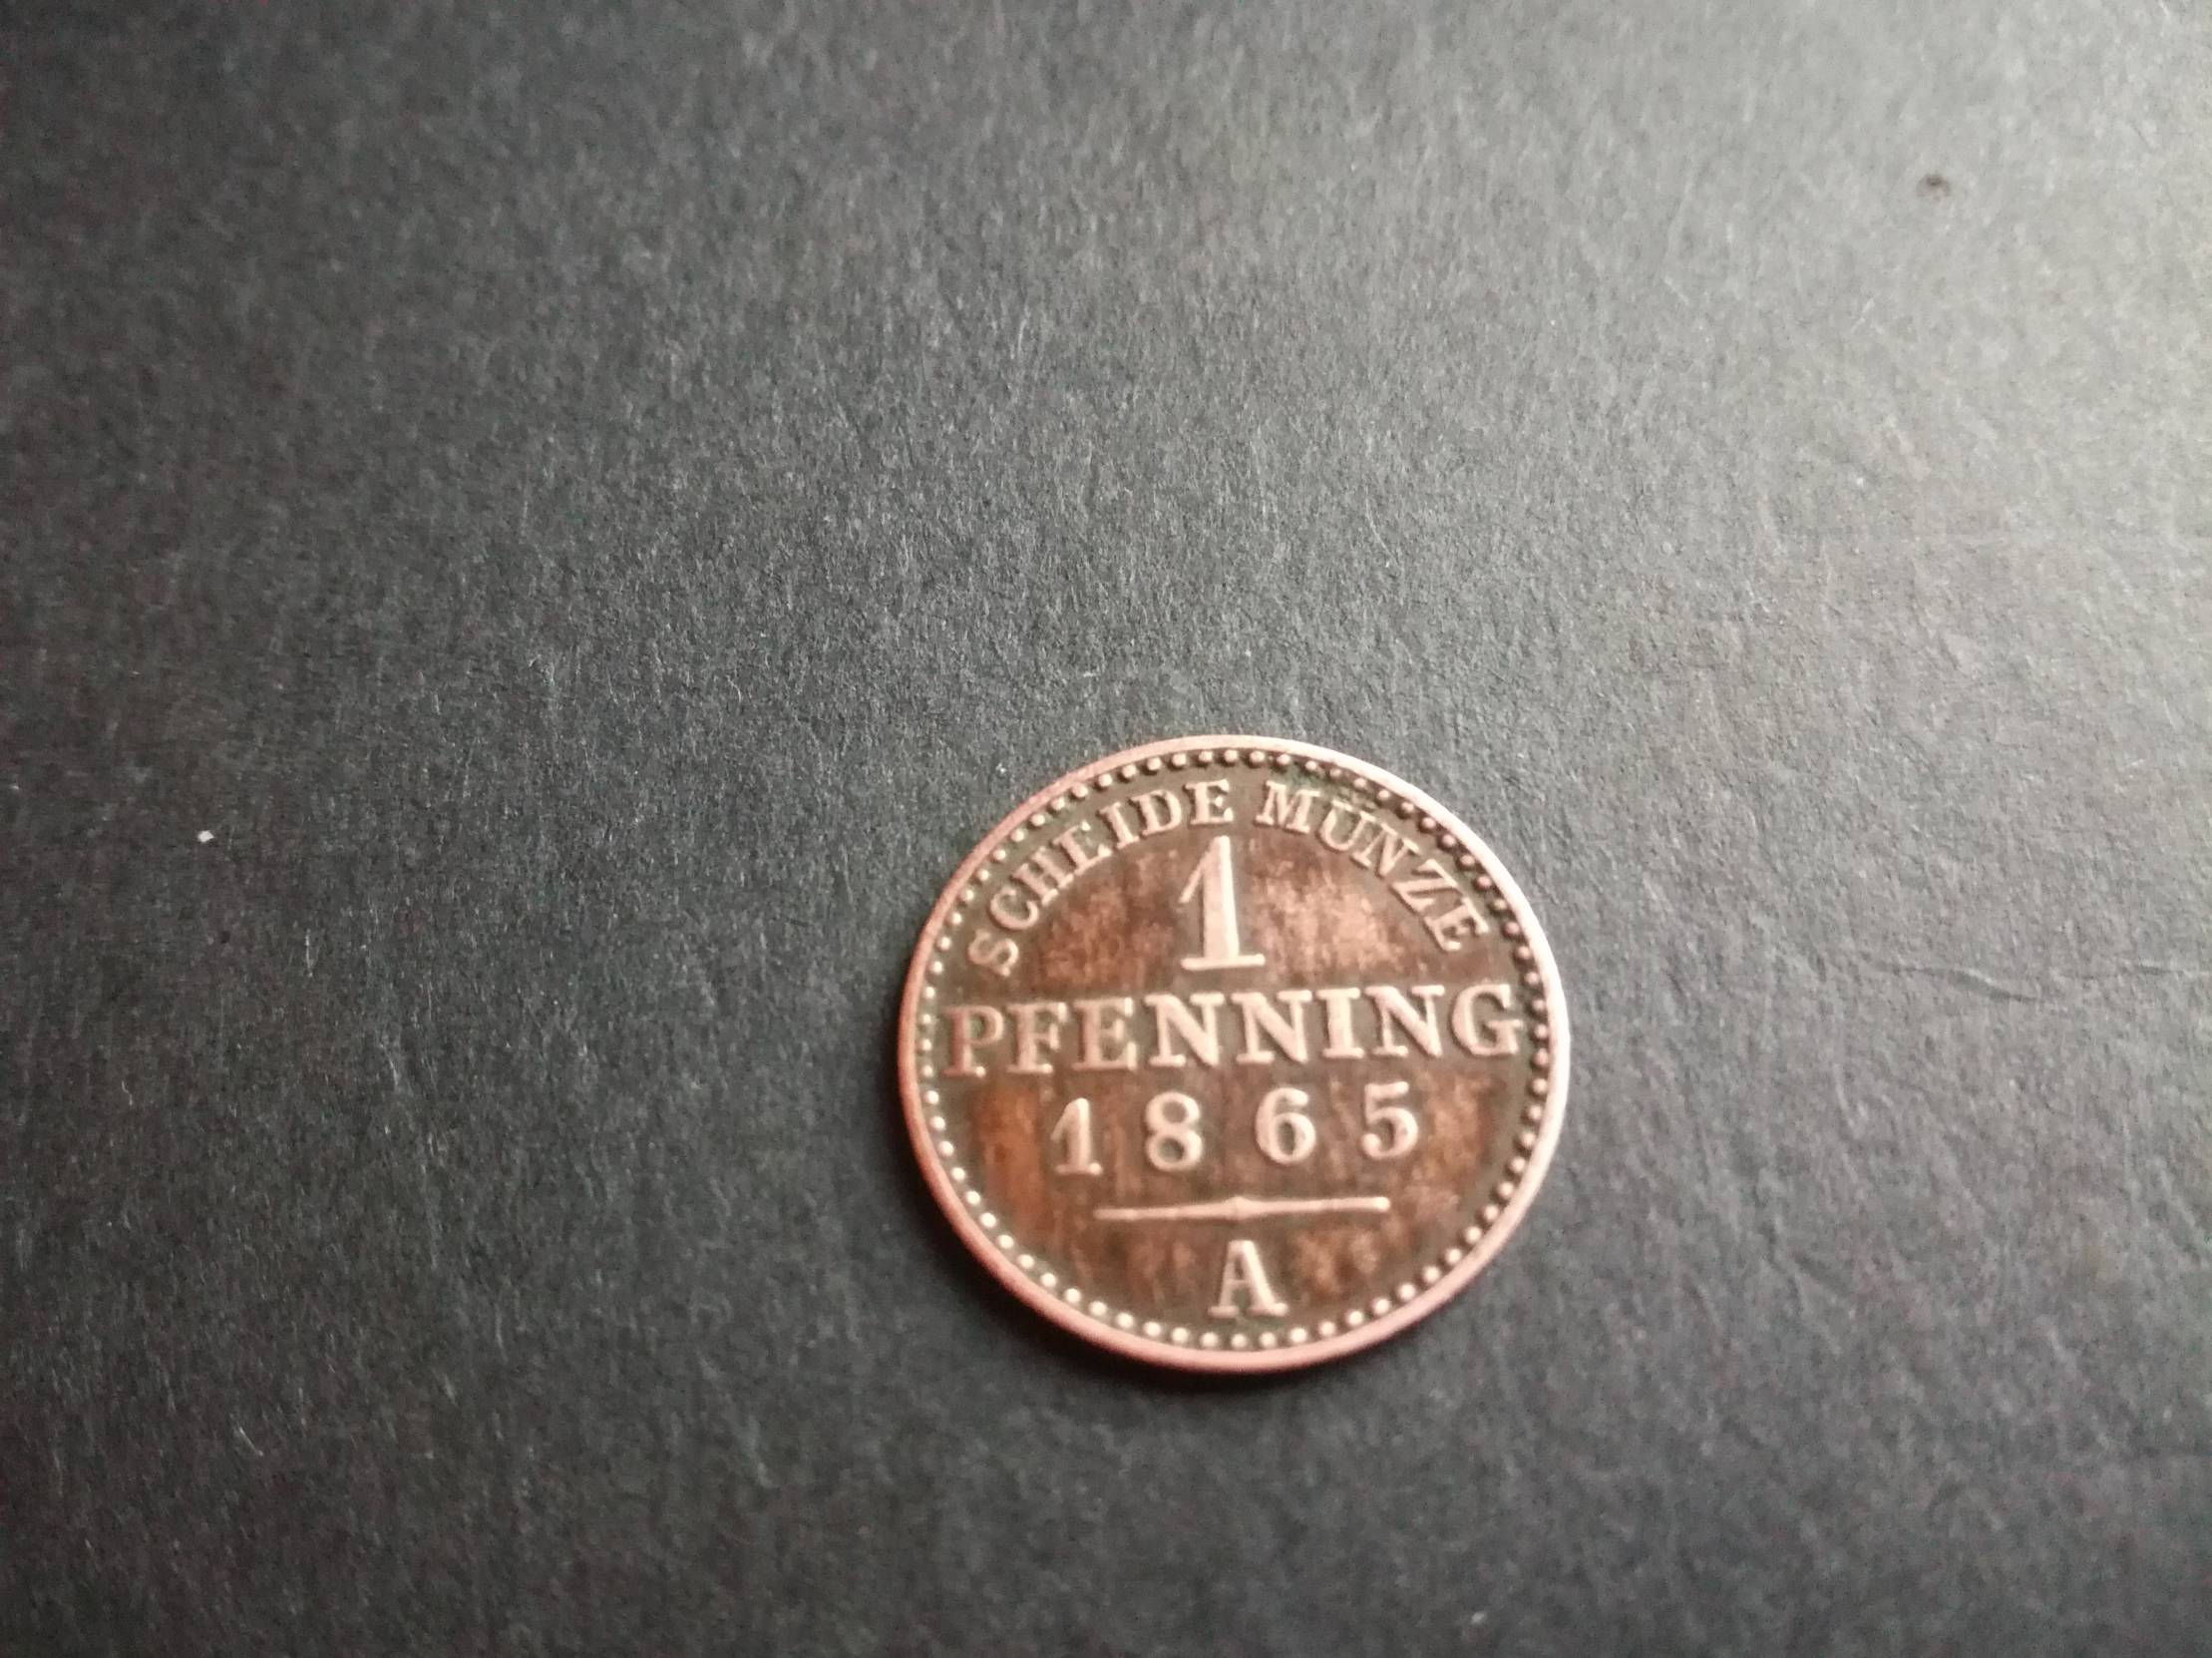 SCHEIDE MÜNZE
1
PFENNING
1865
A